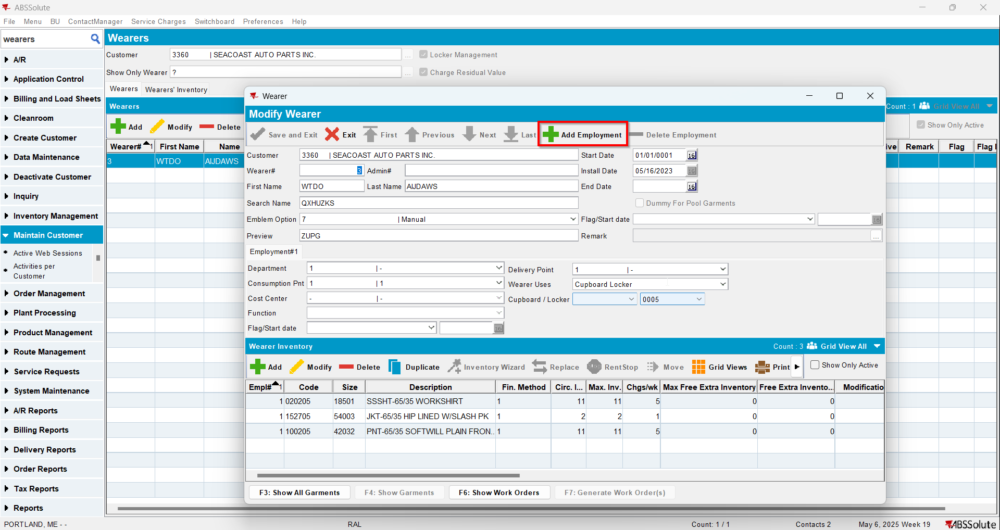 ABSSolute
File Menu BU ContactManager Service Charges Switchboard Preferences Help
wearers
Wearers
Customer 3360 | SEACOAST AUTO PARTS INC. ... Locker Management
Show Only Wearer ? ... Charge Residual Value
Wearers Wearers' Inventory
Wearers
Count : 1 Grid View All
Add Modify Delete
Show Only Active
Wearer# 1 First Name Name
ive Remark Flag Flag
3 WTDO AIJDAWS
A/R
Application Control
Billing and Load Sheets
Cleanroom
Create Customer
Data Maintenance
Deactivate Customer
Inquiry
Inventory Management
Maintain Customer
Active Web Sessions
Activities per
Customer
Order Management
Plant Processing
Product Management
Route Management
Service Requests
System Maintenance
A/R Reports
Billing Reports
Delivery Reports
Order Reports
Tax Reports
Reports
Wearer
Modify Wearer
Save and Exit Exit First Previous Next Last Add Employment Delete Employment
Customer 3360 | SEACOAST AUTO PARTS INC. Start Date 01/01/0001 16
Wearer# 3 Admin# Install Date 05/16/2023 16
First Name WTDO Last Name AIJDAWS End Date 16
Search Name QXHUZKS Dummy For Pool Garments
Emblem Option 7 | Manual Flag/Start date 16
Preview ZUPG Remark ...
Employment#1
Department 1 | - Delivery Point 1 | -
Consumption Pnt 1 | 1 Wearer Uses Cupboard Locker
Cost Center - | - Cupboard / Locker 0005
Function
Flag/Start date 16
Wearer Inventory Count : 3 Grid View All
Add Modify Delete Duplicate Inventory Wizard Replace RentStop Move Grid Views Print Show Only Active
Empl# 1 Code Size Description Fin. Method Circ. I... Max. Inv. Chgs/wk Max Free Extra Inventory Free Extra Invento... Modificatio
1 020205 18501 SSSHT-65/35 WORKSHIRT 1 11 11 5 0 0
1 152705 54003 JKT-65/35 HIP LINED W/SLASH PK 1 2 2 1 0 0
1 100205 42032 PNT-65/35 SOFTWILL PLAIN FRON.. 1 11 11 5 0 0
F3: Show All Garments F4: Show Garments F6: Show Work Orders F7: Generate Work Order(s)
PORTLAND, ME - - RAL Count: 1 / 1 Contacts 2 May 6, 2025 Week 19 ABSSolute